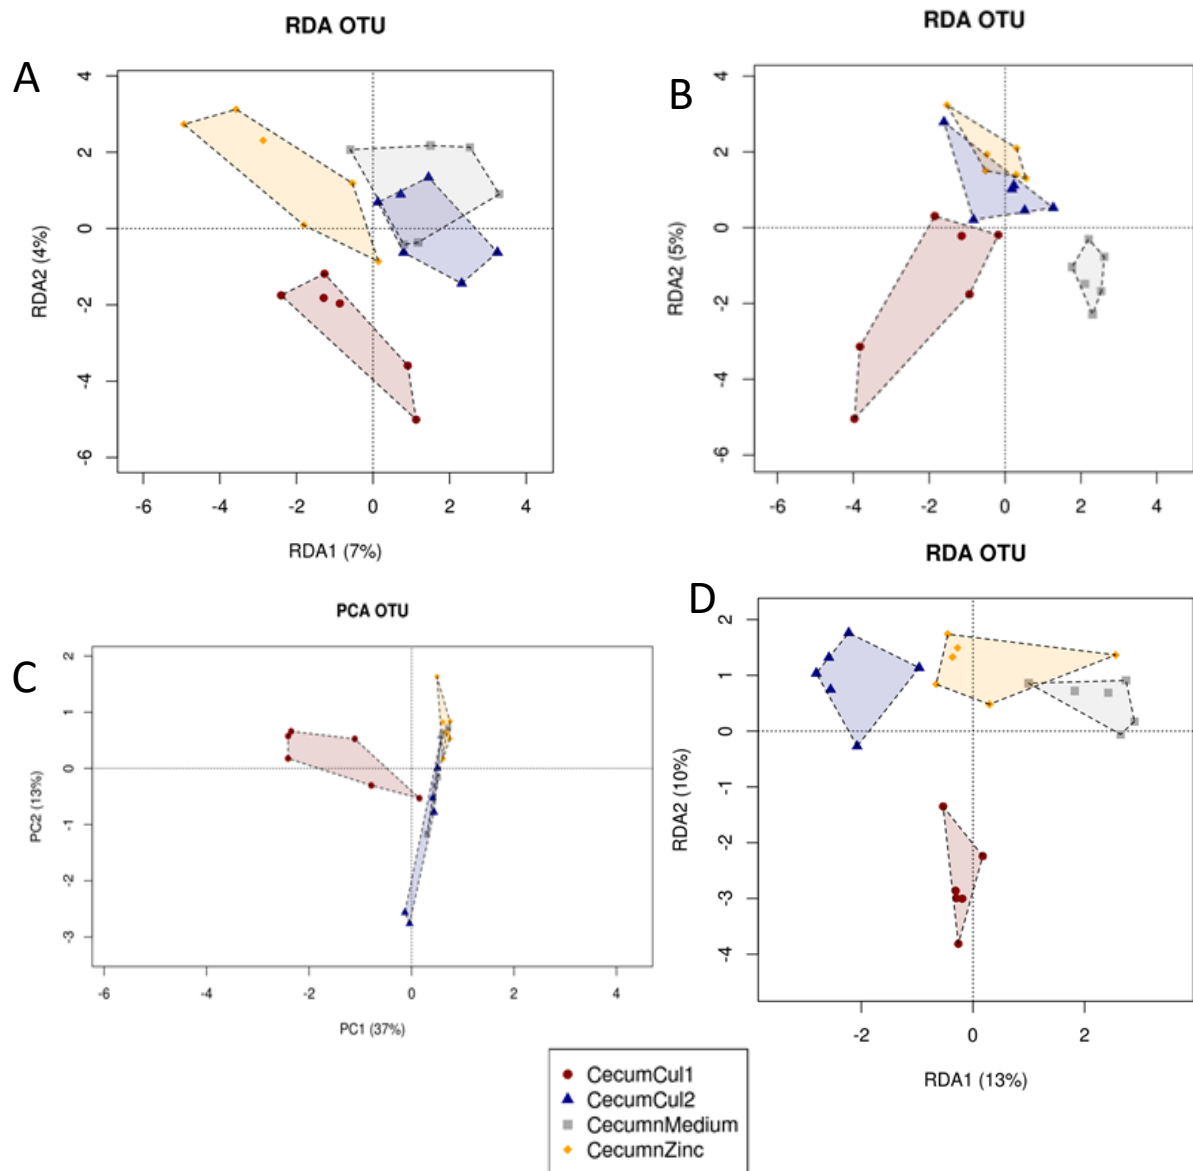 RDA OTU
A
4
2
0
-2
-4
-6
RDA2 (4%)
-6 -4 -2 0 2 4
RDA1 (7%)
RDA OTU
B
4
2
0
-2
-4
-6
RDA2 (5%)
-6 -4 -2 0 2 4
PCA OTU
C
2
1
0
-1
-2
-3
PC2 (13%)
-6 -4 -2 0 2 4
PC1 (37%)
RDA OTU
D
2
1
0
-1
-2
-3
-4
RDA2 (10%)
-2 0 2
RDA1 (13%)
CecumCul1
CecumCul2
CecumnMedium
CecumnZinc